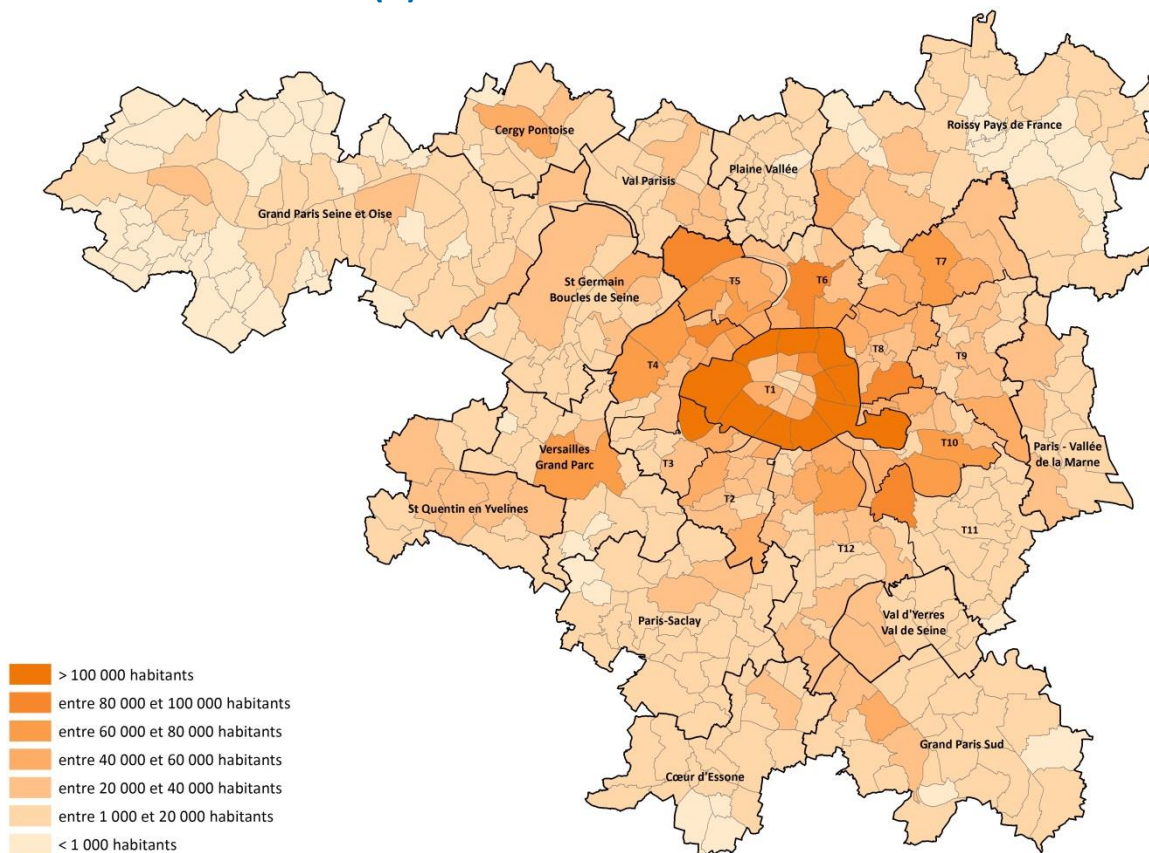 Cergy Pontoise
Roissy Pays de France
Val Parisis
Plaine Vallée
Grand Paris Seine et Oise
T7
St Germain
Boucles de Seine
T5
T6
T8
T9
T4
T1
Versailles
Grand Parc
T10
Paris - Vallée
de la Marne
T3
T2
St Quentin en Yvelines
T11
T12
Val d'Yerres
Val de Seine
Paris-Saclay
Grand Paris Sud
Cœur d'Essone
> 100 000 habitants
entre 80 000 et 100 000 habitants
entre 60 000 et 80 000 habitants
entre 40 000 et 60 000 habitants
entre 20 000 et 40 000 habitants
entre 1 000 et 20 000 habitants
< 1 000 habitants